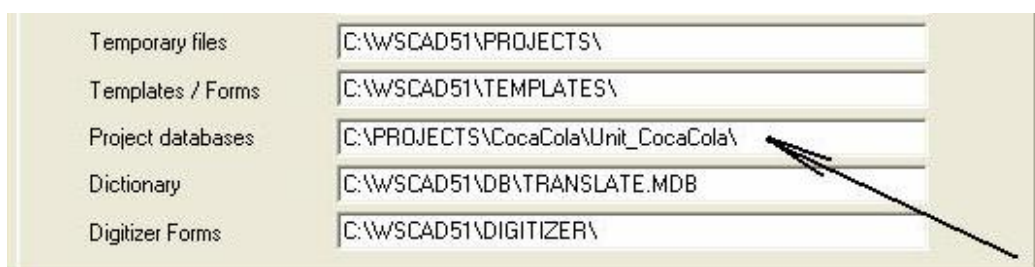 Temporary files C:\WSCAD51\PROJECTS\
Templates / Forms C:\WSCAD51\TEMPLATES\
Project databases C:\PROJECTS\CocaCola\Unit_CocaCola\
Dictionary C:\WSCAD51\DB\TRANSLATE.MDB
Digitizer Forms C:\WSCAD51\DIGITIZER\